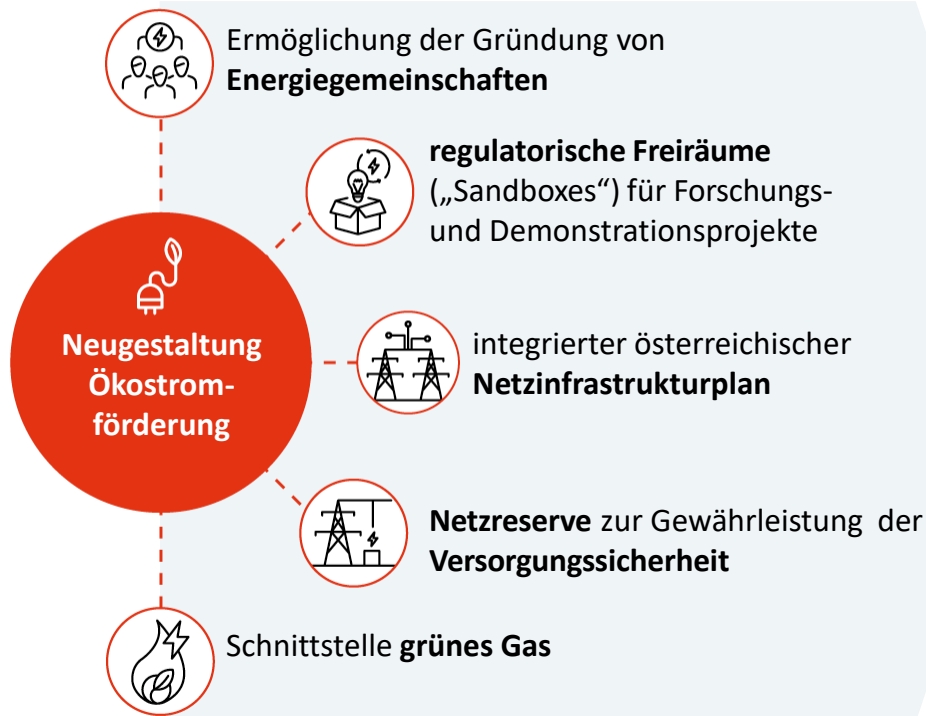 Ermöglichung der Gründung von
Energiegemeinschaften
regulatorische Freiräume
(„Sandboxes“) für Forschungs-
und Demonstrationsprojekte
Neugestaltung
Ökostrom-
förderung
integrierter österreichischer
Netzinfrastrukturplan
Netzreserve zur Gewährleistung der
Versorgungssicherheit
Schnittstelle grünes Gas